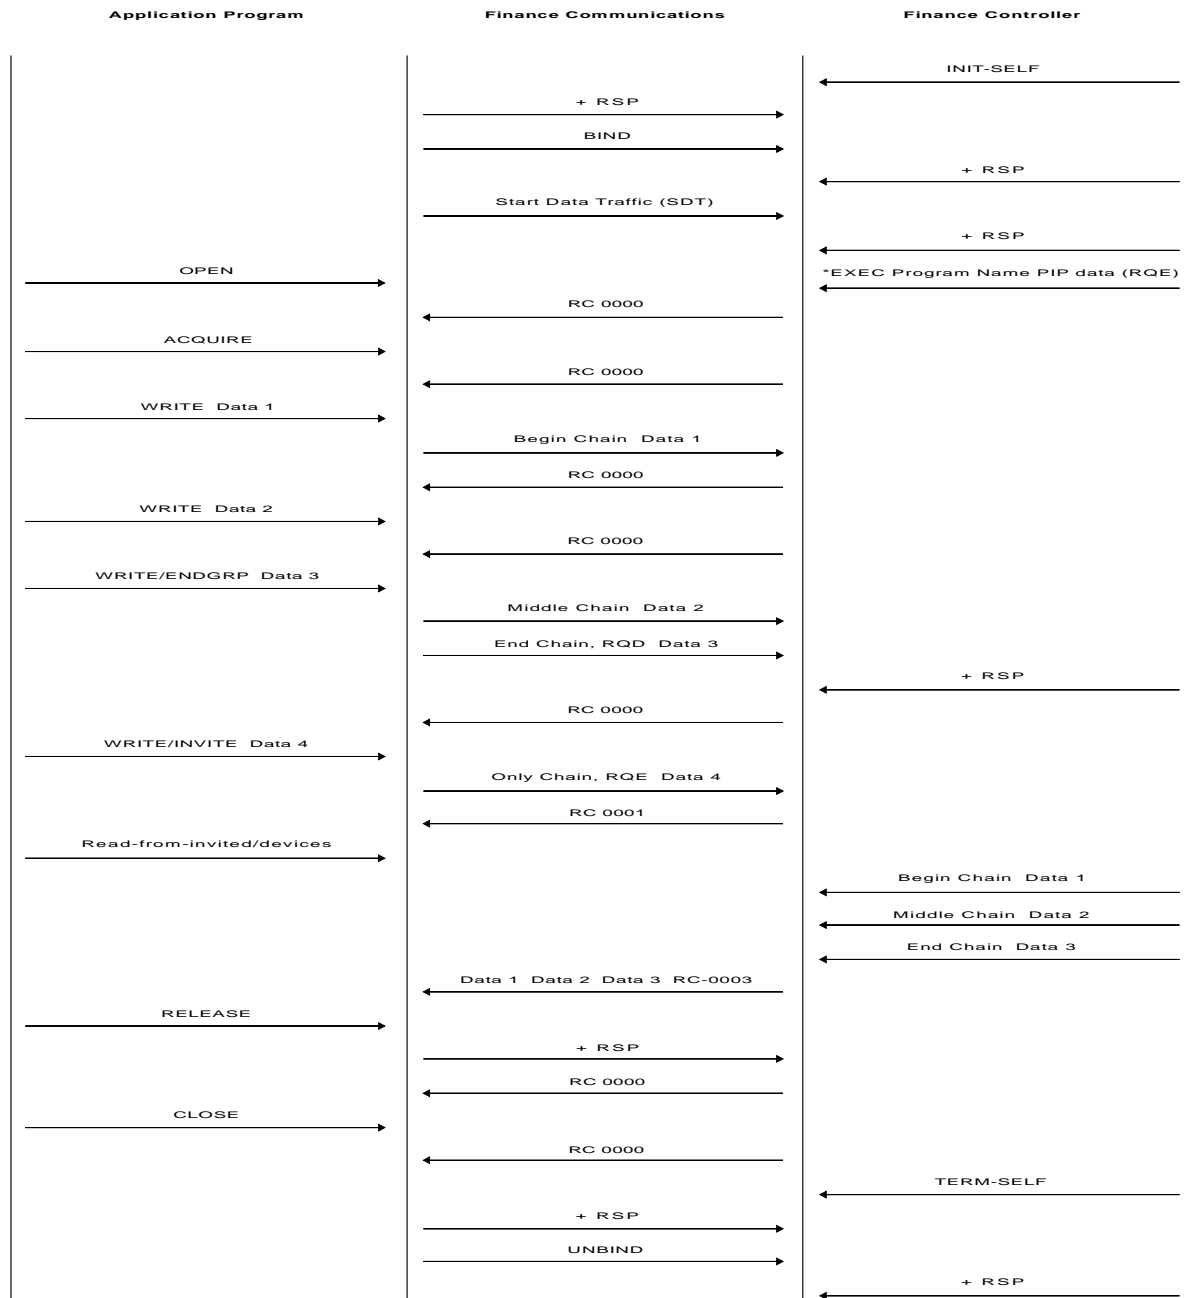 Application Program Finance Communications Finance Controller
INIT-SELF
+ RSP
BIND
+ RSP
Start Data Traffic (SDT)
+ RSP
OPEN *EXEC Program Name PIP data (RQE)
RC 0000
ACQUIRE
RC 0000
WRITE Data 1
Begin Chain Data 1
RC 0000
WRITE Data 2
RC 0000
WRITE/ENDGRP Data 3
Middle Chain Data 2
End Chain, RQD Data 3
+ RSP
RC 0000
WRITE/INVITE Data 4
Only Chain, RQE Data 4
RC 0001
Read-from-invited/devices
Begin Chain Data 1
Middle Chain Data 2
End Chain Data 3
Data 1 Data 2 Data 3 RC-0003
RELEASE
+ RSP
RC 0000
CLOSE
RC 0000
TERM-SELF
+ RSP
UNBIND
+ RSP